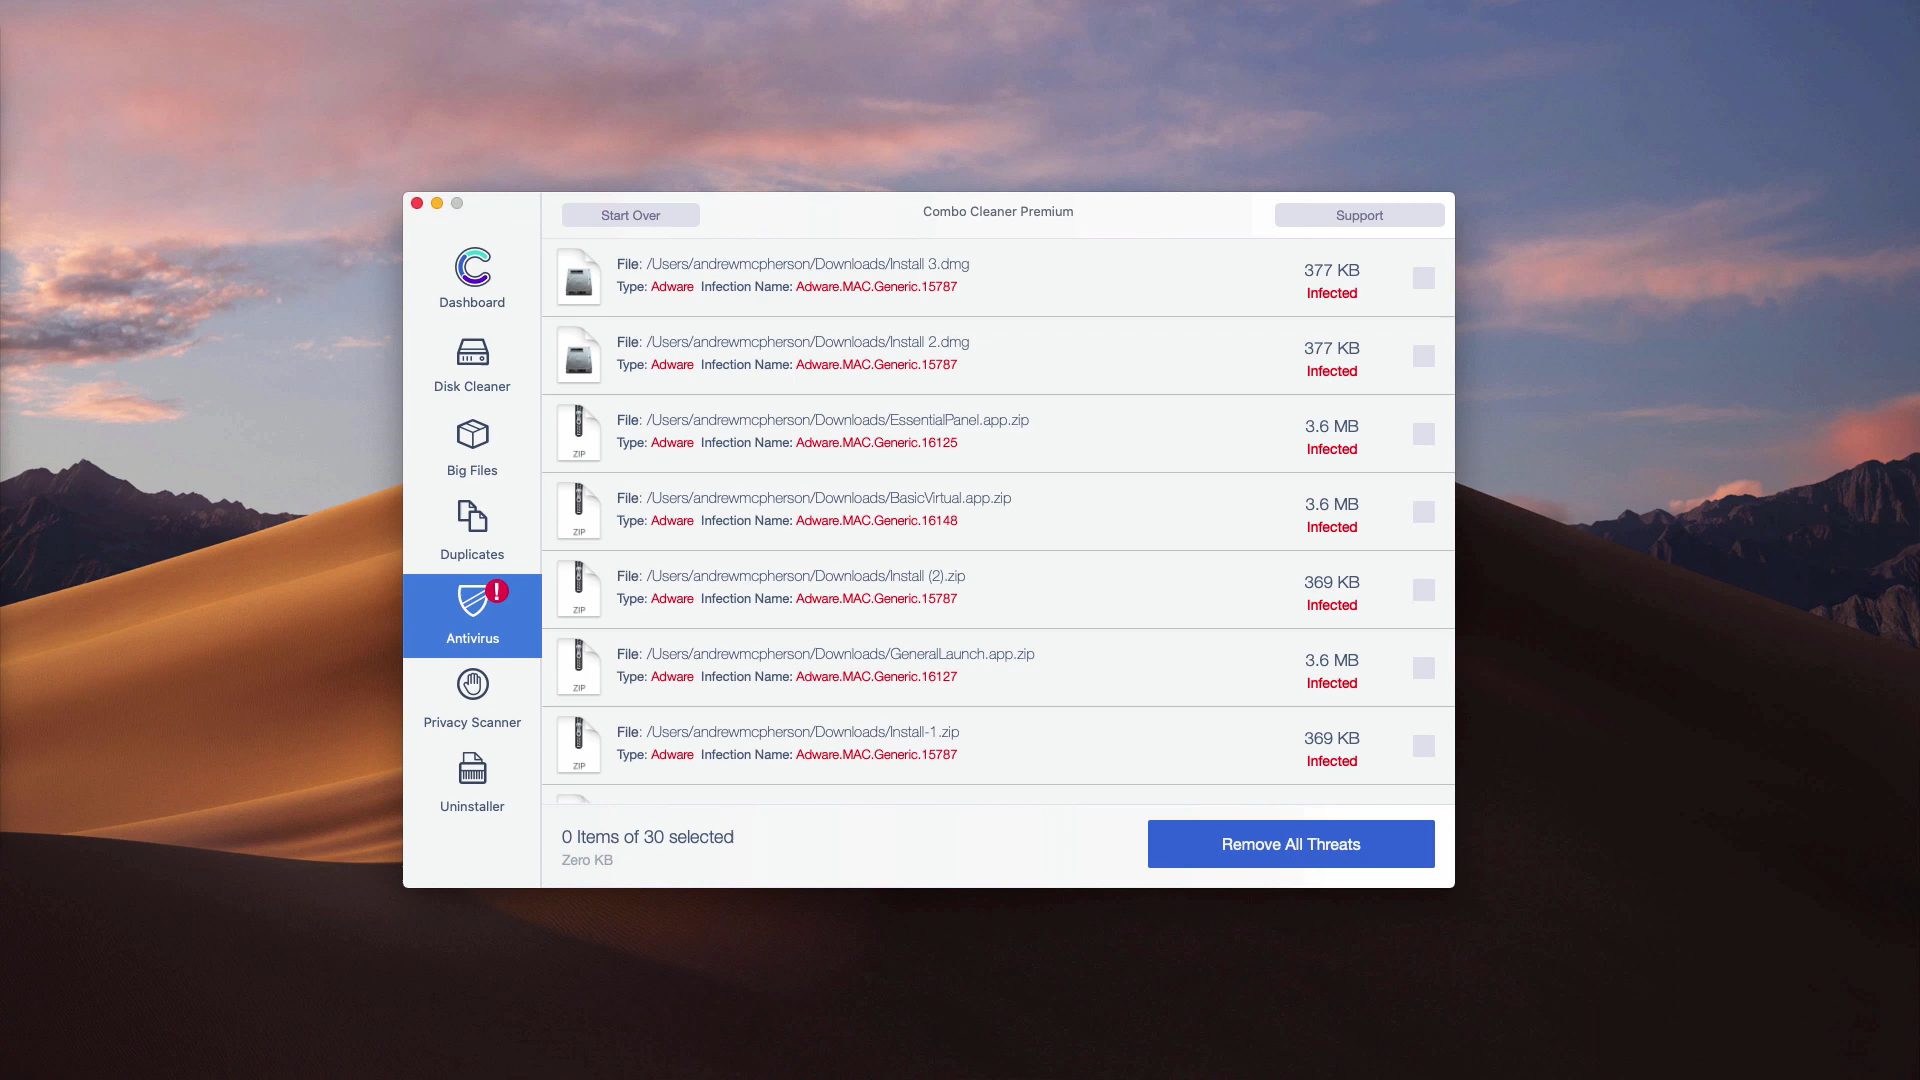 Start Over
Combo Cleaner Premium
Support
Dashboard
Disk Cleaner
Big Files
Duplicates
!
Antivirus
Privacy Scanner
Uninstaller
File: /Users/andrewmcpherson/Downloads/Install 3.dmg
Type: Adware Infection Name: Adware.MAC.Generic.15787
377 KB
Infected
File: /Users/andrewmcpherson/Downloads/Install 2.dmg
Type: Adware Infection Name: Adware.MAC.Generic.15787
377 KB
Infected
ZIP
File: /Users/andrewmcpherson/Downloads/EssentialPanel.app.zip
Type: Adware Infection Name: Adware.MAC.Generic.16125
3.6 MB
Infected
ZIP
File: /Users/andrewmcpherson/Downloads/BasicVirtual.app.zip
Type: Adware Infection Name: Adware.MAC.Generic.16148
3.6 MB
Infected
ZIP
File: /Users/andrewmcpherson/Downloads/Install (2).zip
Type: Adware Infection Name: Adware.MAC.Generic.15787
369 KB
Infected
ZIP
File: /Users/andrewmcpherson/Downloads/GeneralLaunch.app.zip
Type: Adware Infection Name: Adware.MAC.Generic.16127
3.6 MB
Infected
ZIP
File: /Users/andrewmcpherson/Downloads/Install-1.zip
Type: Adware Infection Name: Adware.MAC.Generic.15787
369 KB
Infected
ZIP
0 Items of 30 selected
Zero KB
Remove All Threats